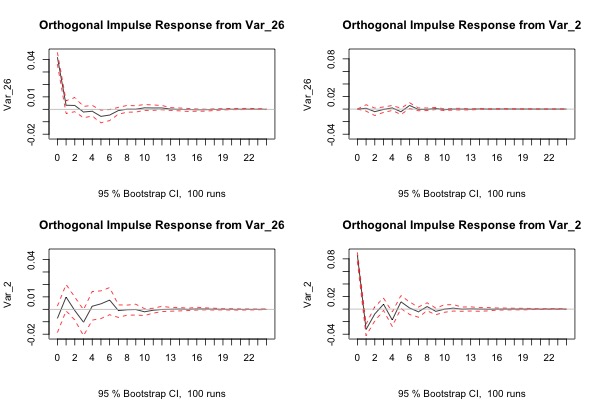 Orthogonal Impulse Response from Var_26
Var_26
0.04
0.01
-0.02
0 2 4 6 8 10 13 16 19 22
95 % Bootstrap CI, 100 runs
Orthogonal Impulse Response from Var_2
Var_26
0.08
0.02
-0.04
0 2 4 6 8 10 13 16 19 22
95 % Bootstrap CI, 100 runs
Orthogonal Impulse Response from Var_26
Var_2
0.04
0.01
-0.02
0 2 4 6 8 10 13 16 19 22
95 % Bootstrap CI, 100 runs
Orthogonal Impulse Response from Var_2
Var_2
0.08
0.02
-0.04
0 2 4 6 8 10 13 16 19 22
95 % Bootstrap CI, 100 runs